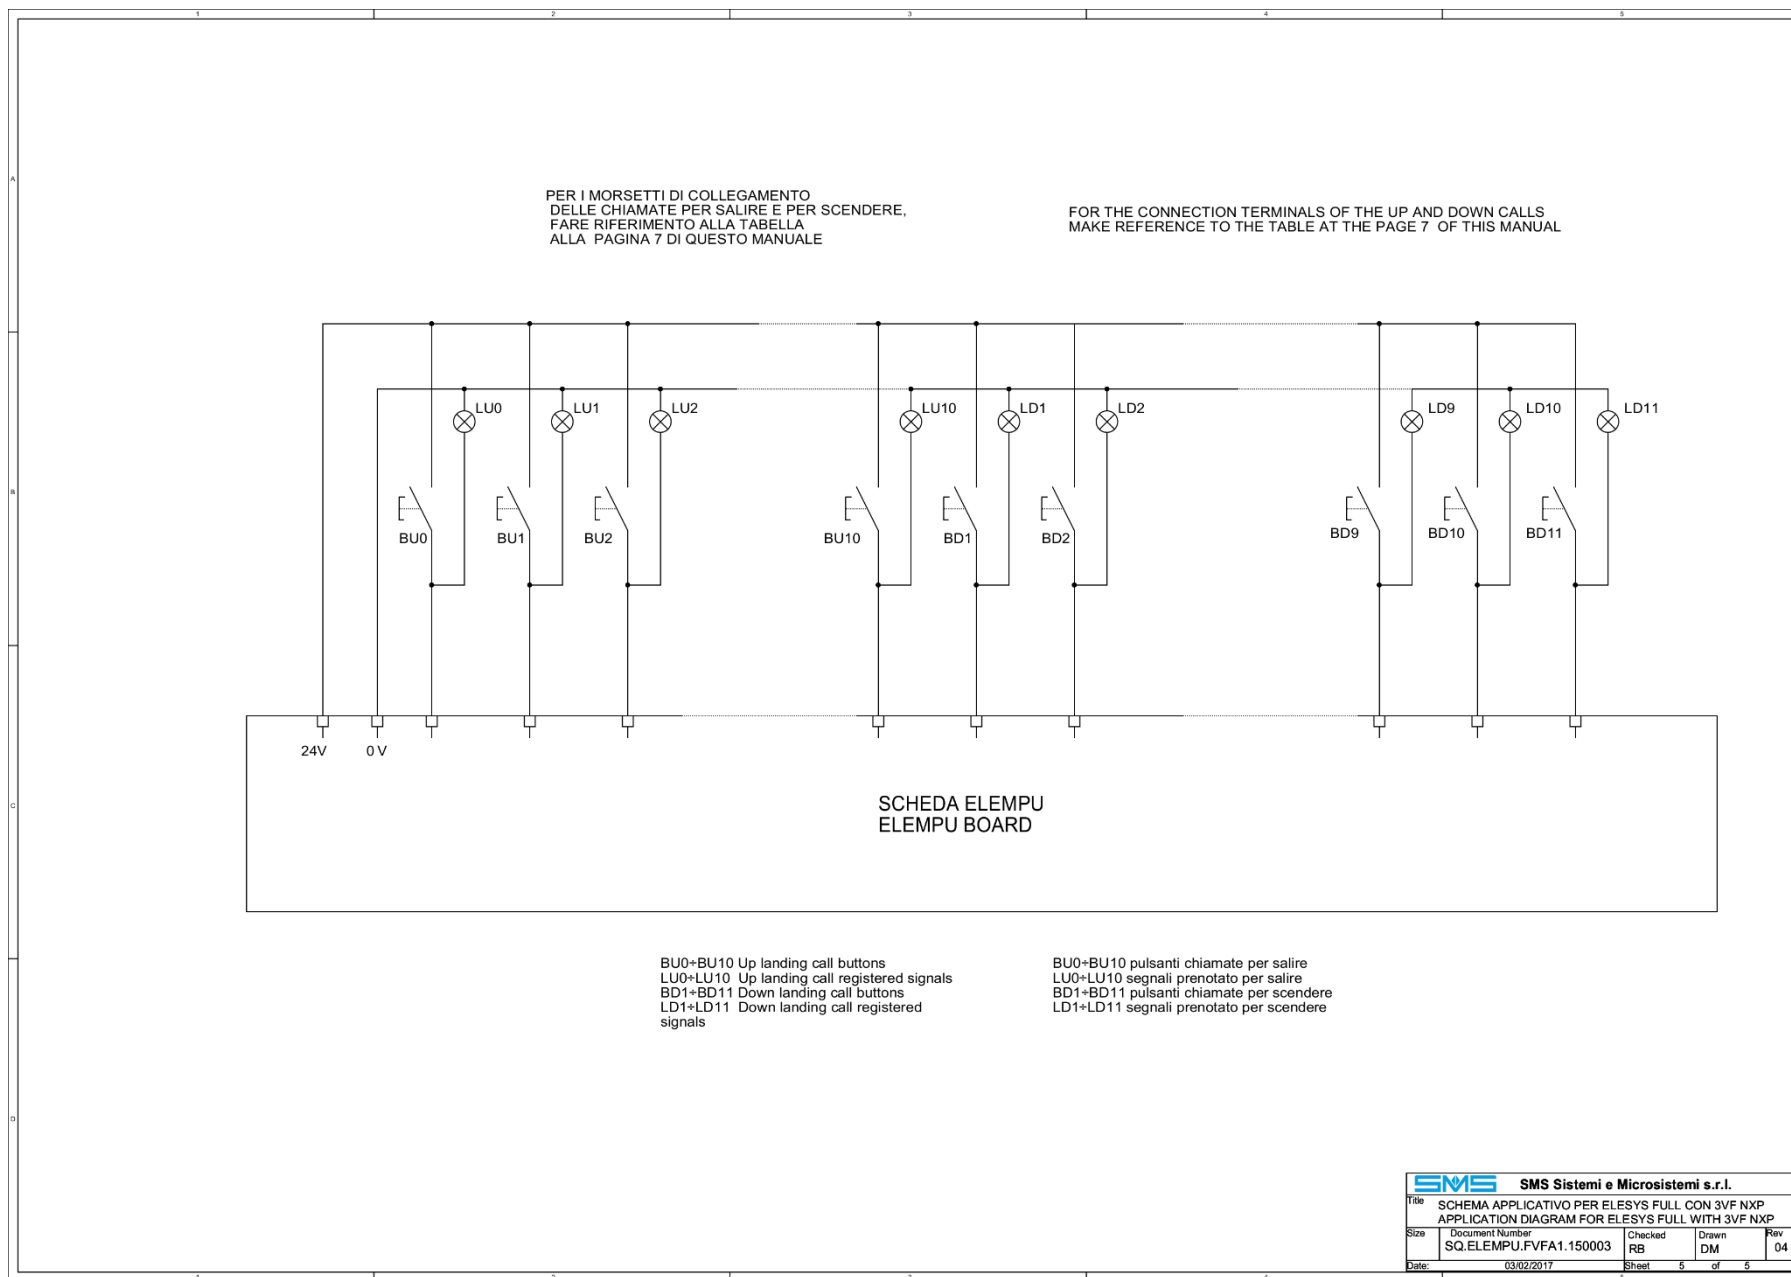 1 2 3 4 5
A
PER I MORSETTI DI COLLEGAMENTO
DELLE CHIAMATE PER SALIRE E PER SCENDERE,
FARE RIFERIMENTO ALLA TABELLA
ALLA PAGINA 7 DI QUESTO MANUALE
FOR THE CONNECTION TERMINALS OF THE UP AND DOWN CALLS
MAKE REFERENCE TO THE TABLE AT THE PAGE 7 OF THIS MANUAL
LU0 LU1 LU2 LU10 LD1 LD2 LD9 LD10 LD11
B
BU0 BU1 BU2 BU10 BD1 BD2 BD9 BD10 BD11
24V 0 V
C
SCHEDA ELEMPU
ELEMPU BOARD
BU0÷BU10 Up landing call buttons
LU0÷LU10 Up landing call registered signals
BD1÷BD11 Down landing call buttons
LD1÷LD11 Down landing call registered
signals
BU0÷BU10 pulsanti chiamate per salire
LU0÷LU10 segnali prenotato per salire
BD1÷BD11 pulsanti chiamate per scendere
LD1÷LD11 segnali prenotato per scendere
D
SMS SMS Sistemi e Microsistemi s.r.l.
Title SCHEMA APPLICATIVO PER ELESYS FULL CON 3VF NXP
APPLICATION DIAGRAM FOR ELESYS FULL WITH 3VF NXP
Size Document Number Checked Drawn Rev
SQ.ELEMPU.FVFA1.150003 RB DM 04
Date: 03/02/2017 Sheet 5 of 5